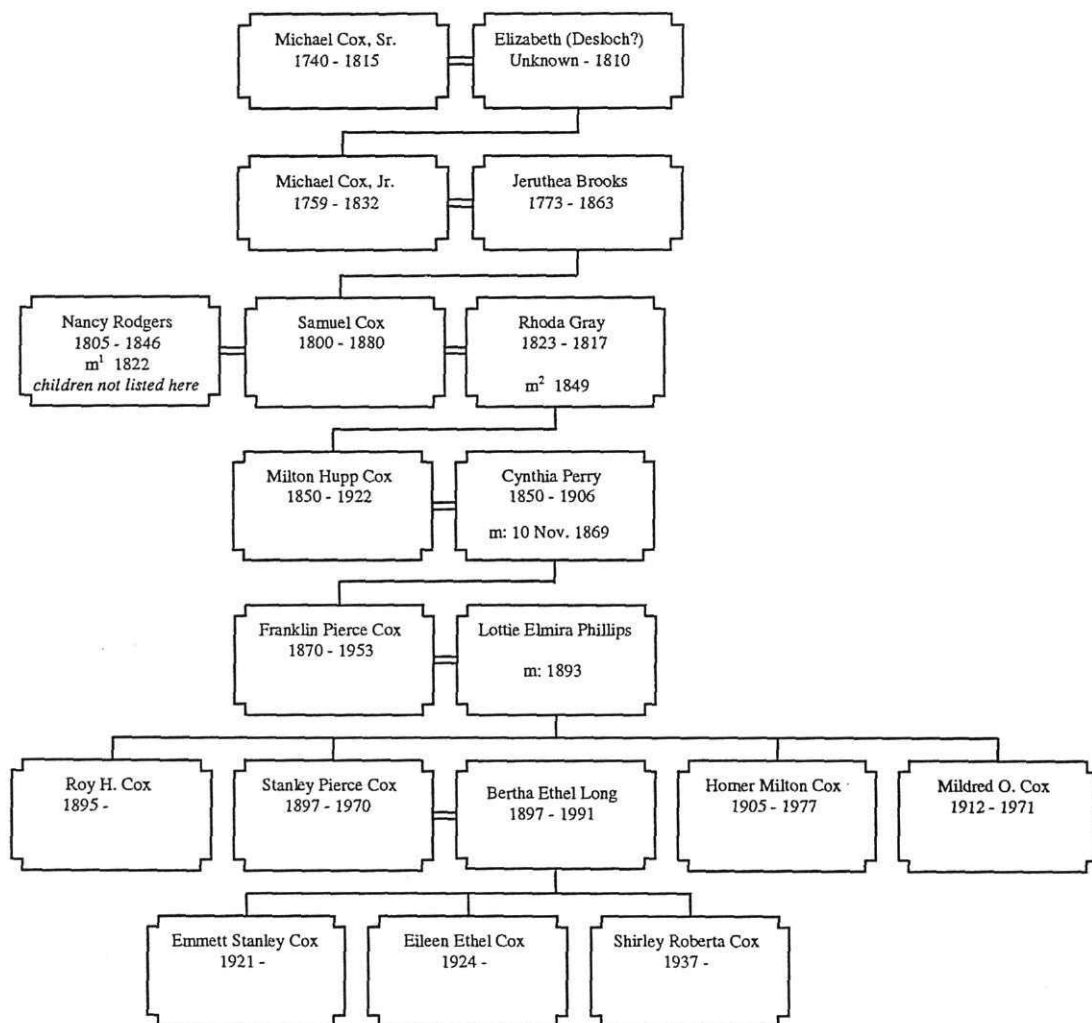 Michael Cox, Sr.
1740 - 1815
Elizabeth (Desloch?)
Unknown - 1810
Michael Cox, Jr.
1759 - 1832
Jeruthea Brooks
1773 - 1863
Nancy Rodgers
1805 - 1846
m¹ 1822
children not listed here
Samuel Cox
1800 - 1880
Rhoda Gray
1823 - 1817
m² 1849
Milton Hupp Cox
1850 - 1922
Cynthia Perry
1850 - 1906
m: 10 Nov. 1869
Franklin Pierce Cox
1870 - 1953
Lottie Elmira Phillips
m: 1893
Roy H. Cox
1895 -
Stanley Pierce Cox
1897 - 1970
Bertha Ethel Long
1897 - 1991
Homer Milton Cox
1905 - 1977
Mildred O. Cox
1912 - 1971
Emmett Stanley Cox
1921 -
Eileen Ethel Cox
1924 -
Shirley Roberta Cox
1937 -